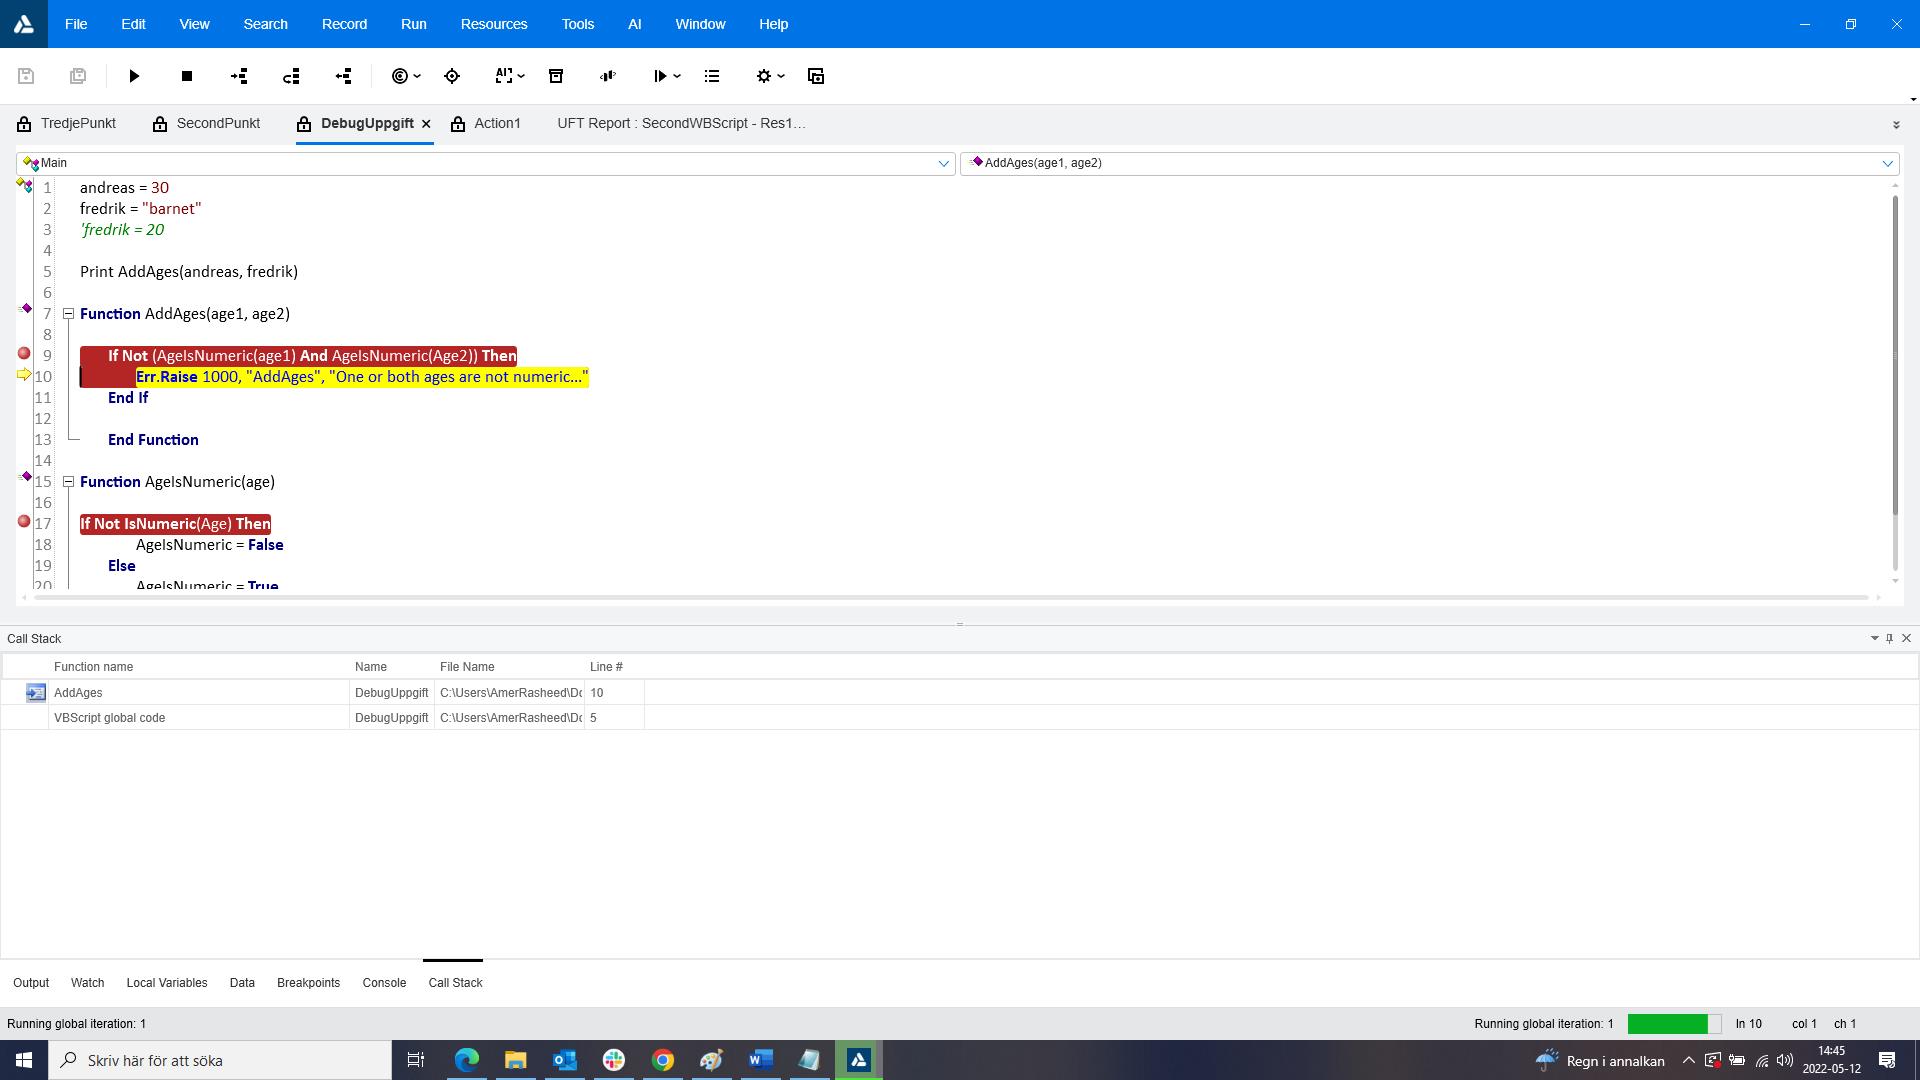 File Edit View Search Record Run Resources Tools AI Window Help
AI
TredjePunkt SecondPunkt DebugUppgift Action1 UFT Report : SecondWBScript - Res1...
Main AddAges(age1, age2)
1 andreas = 30
2 fredrik = "barnet"
3 'fredrik = 20
4
5 Print AddAges(andreas, fredrik)
6
7 Function AddAges(age1, age2)
8
9 If Not (AgeIsNumeric(age1) And AgeIsNumeric(Age2)) Then
10 Err.Raise 1000, "AddAges", "One or both ages are not numeric..."
11 End If
12
13 End Function
14
15 Function AgeIsNumeric(age)
16
17 If Not IsNumeric(Age) Then
18 AgeIsNumeric = False
19 Else
20 AgeIsNumeric = True
Call Stack
Function name Name File Name Line #
AddAges DebugUppgift C:\Users\AmerRasheed\Dc 10
VBScript global code DebugUppgift C:\Users\AmerRasheed\Dc 5
Output Watch Local Variables Data Breakpoints Console Call Stack
Running global iteration: 1 Running global iteration: 1 ln 10 col 1 ch 1
Skriv här för att söka Regn i annalkan 14:45
2022-05-12